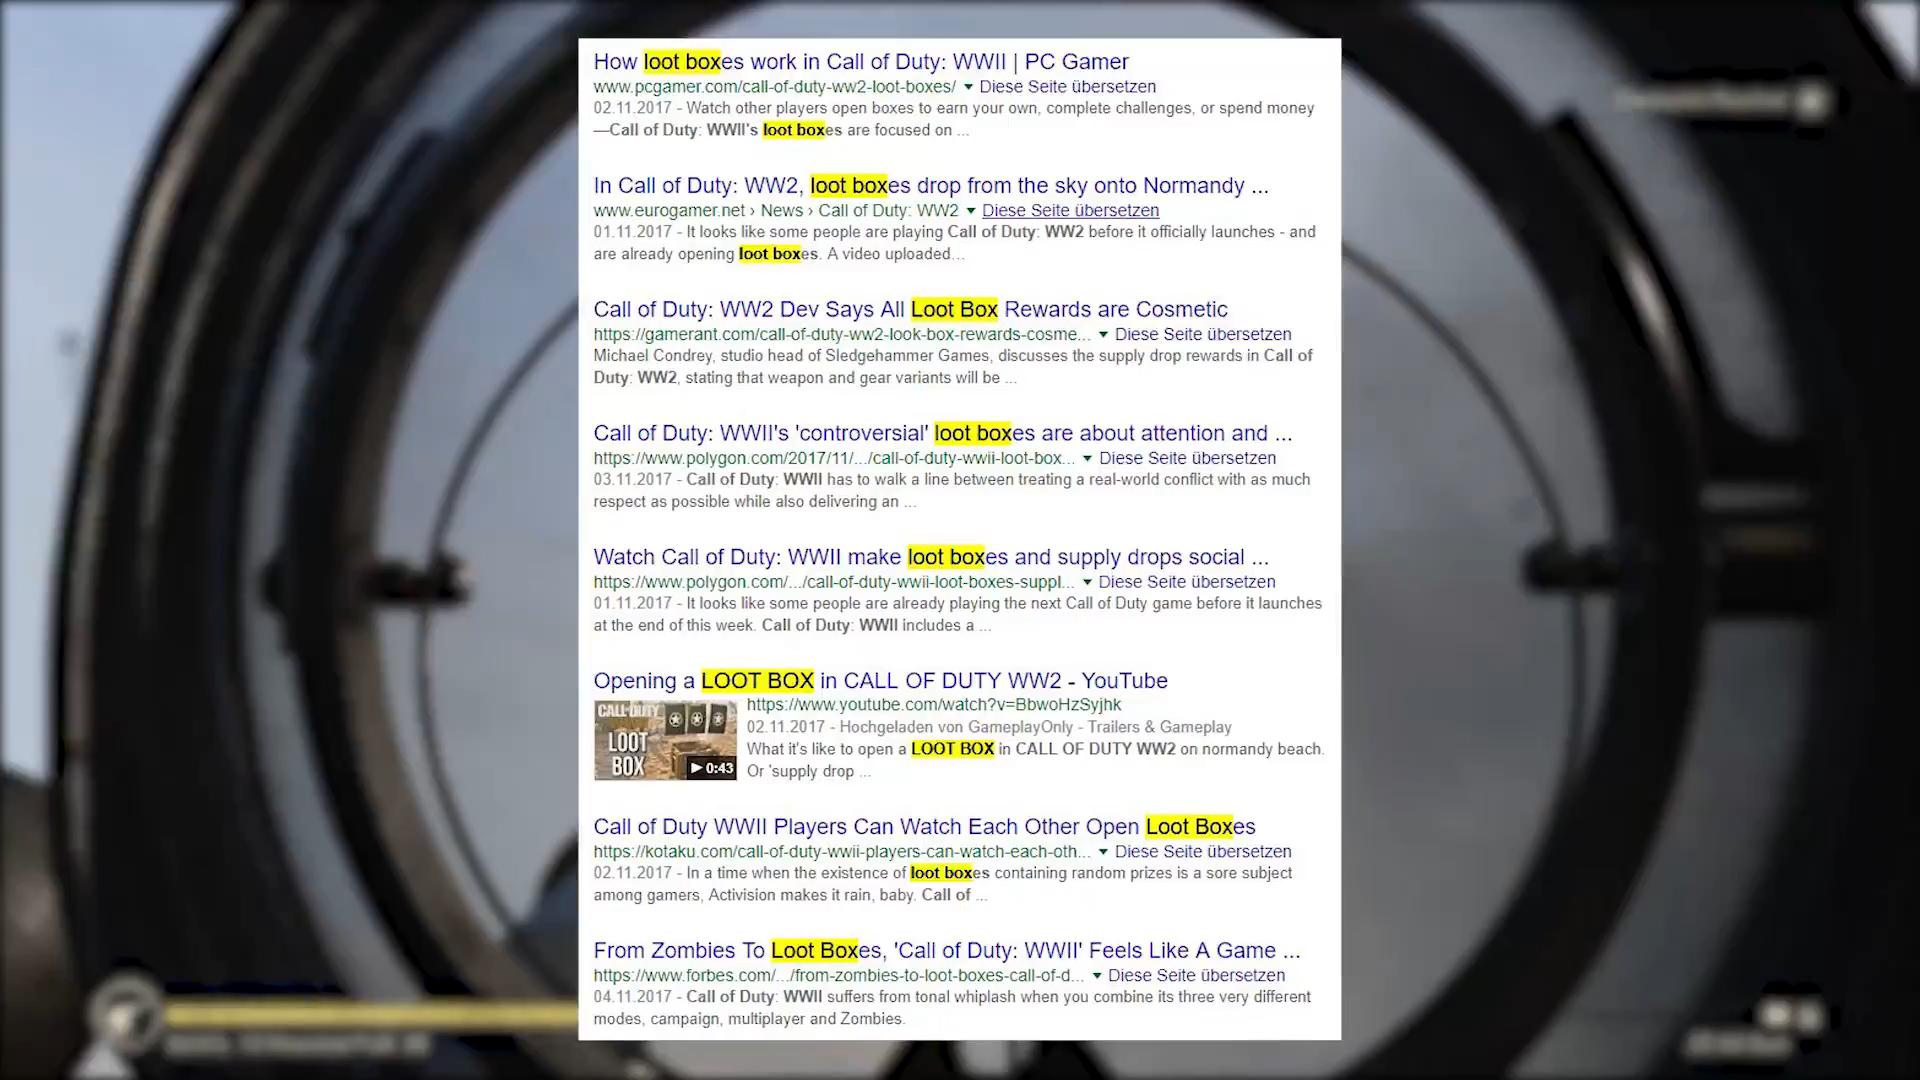 How loot boxes work in Call of Duty: WWII | PC Gamer
www.pcgamer.com/call-of-duty-ww2-loot-boxes/ ▼ Diese Seite übersetzen
02.11.2017 - Watch other players open boxes to earn your own, complete challenges, or spend money
—Call of Duty: WWII's loot boxes are focused on ...
In Call of Duty: WW2, loot boxes drop from the sky onto Normandy ...
www.eurogamer.net › News › Call of Duty: WW2 ▼ Diese Seite übersetzen
01.11.2017 - It looks like some people are playing Call of Duty: WW2 before it officially launches - and
are already opening loot boxes. A video uploaded...
Call of Duty: WW2 Dev Says All Loot Box Rewards are Cosmetic
https://gamerant.com/call-of-duty-ww2-look-box-rewards-cosme... ▼ Diese Seite übersetzen
Michael Condrey, studio head of Sledgehammer Games, discusses the supply drop rewards in Call of
Duty: WW2, stating that weapon and gear variants will be ...
Call of Duty: WWII's 'controversial' loot boxes are about attention and ...
https://www.polygon.com/2017/11/.../call-of-duty-wwii-loot-box... ▼ Diese Seite übersetzen
03.11.2017 - Call of Duty: WWII has to walk a line between treating a real-world conflict with as much
respect as possible while also delivering an ...
Watch Call of Duty: WWII make loot boxes and supply drops social ...
https://www.polygon.com/.../call-of-duty-wwii-loot-boxes-suppl... ▼ Diese Seite übersetzen
01.11.2017 - It looks like some people are already playing the next Call of Duty game before it launches
at the end of this week. Call of Duty: WWII includes a ...
Opening a LOOT BOX in CALL OF DUTY WW2 - YouTube
CALL·DUTY
LOOT
BOX
▶ 0:43
https://www.youtube.com/watch?v=BbwoHzSyjhk
02.11.2017 - Hochgeladen von GameplayOnly - Trailers & Gameplay
What it's like to open a LOOT BOX in CALL OF DUTY WW2 on normandy beach.
Or 'supply drop ...
Call of Duty WWII Players Can Watch Each Other Open Loot Boxes
https://kotaku.com/call-of-duty-wwii-players-can-watch-each-oth... ▼ Diese Seite übersetzen
02.11.2017 - In a time when the existence of loot boxes containing random prizes is a sore subject
among gamers, Activision makes it rain, baby. Call of ...
From Zombies To Loot Boxes, 'Call of Duty: WWII' Feels Like A Game ...
https://www.forbes.com/.../from-zombies-to-loot-boxes-call-of-d... ▼ Diese Seite übersetzen
04.11.2017 - Call of Duty: WWII suffers from tonal whiplash when you combine its three very different
modes, campaign, multiplayer and Zombies.